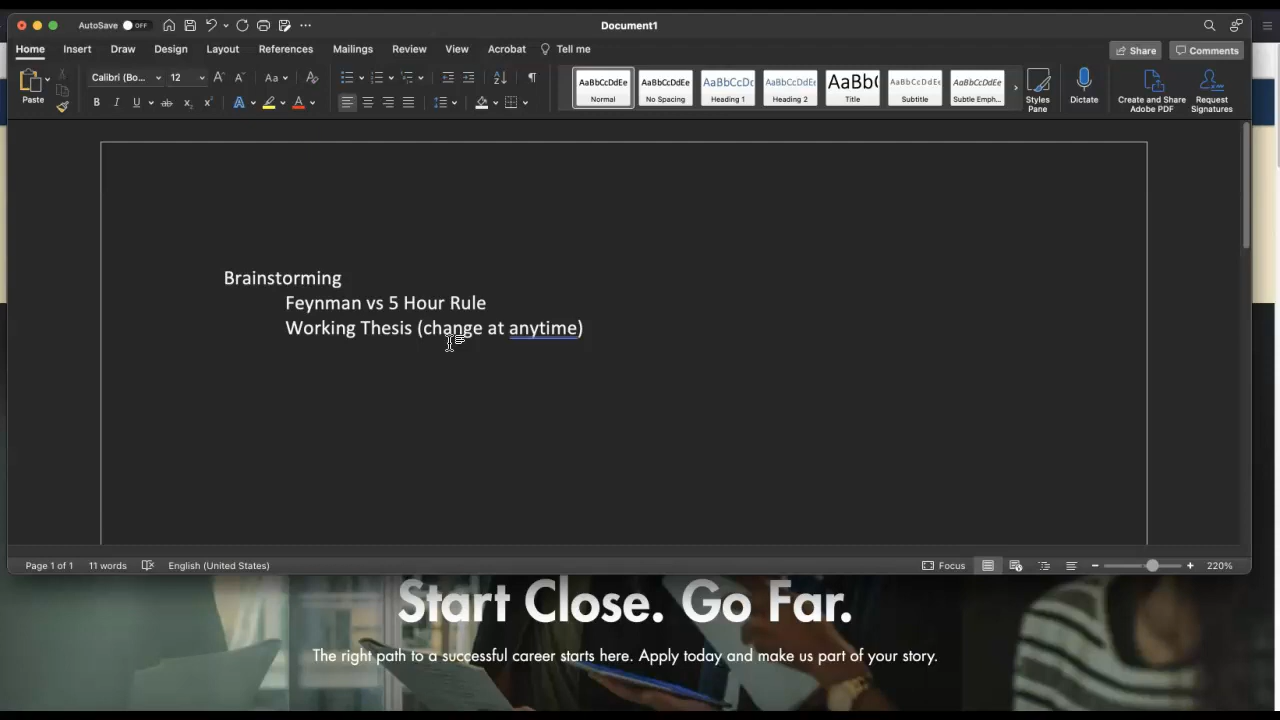 AutoSave OFF
Document1
Home Insert Draw Design Layout References Mailings Review View Acrobat Tell me
Share Comments
Paste
Calibri (Bo... 12
AaBbCcDdEe AaBbCcDdEe AaBbCcDc AaBbCcDdEe AaBb( AaBbCcDdEe AaBbCcDdEe
Normal No Spacing Heading 1 Heading 2 Title Subtitle Subtle Emph...
Styles Pane
Dictate
Create and Share Adobe PDF
Request Signatures
Brainstorming
Feynman vs 5 Hour Rule
Working Thesis (change at anytime)
Page 1 of 1 11 words English (United States) Focus 220%
Start Close. Go Far.
The right path to a successful career starts here. Apply today and make us part of your story.